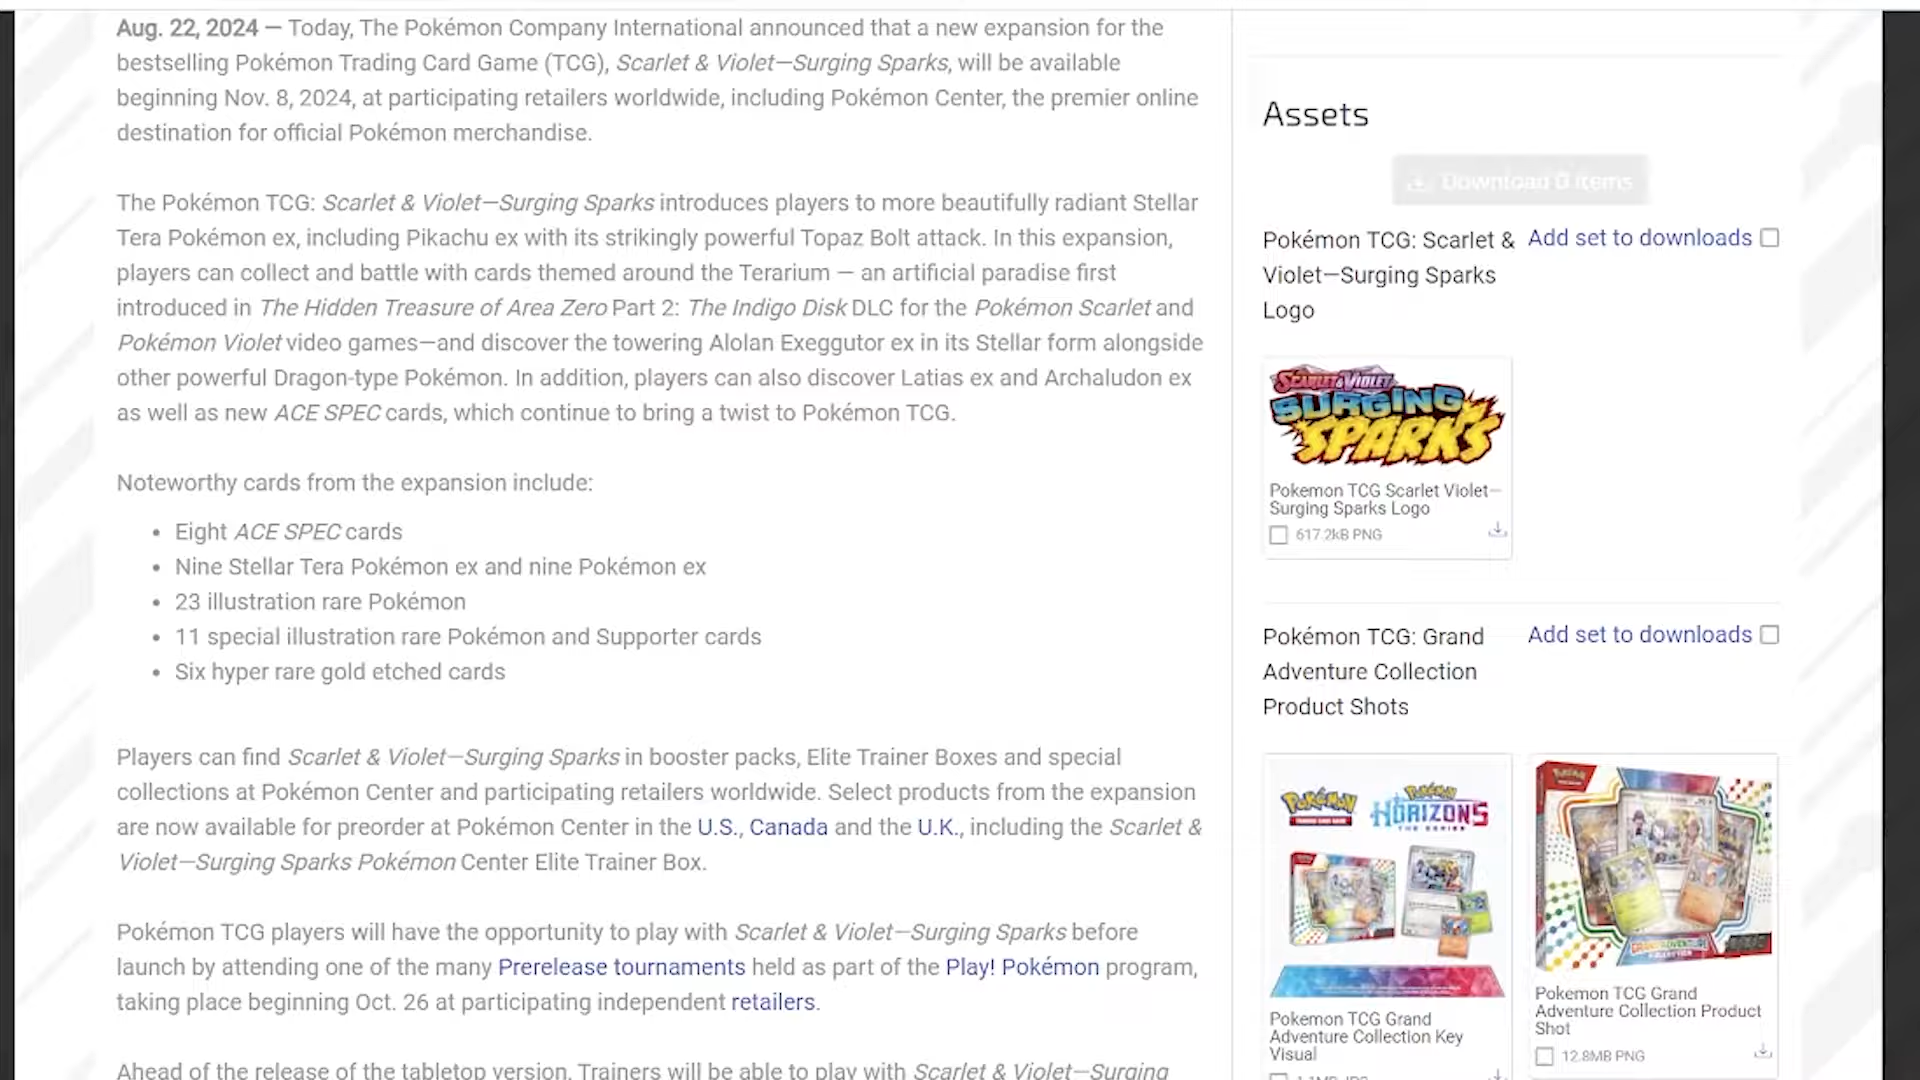 Aug. 22, 2024 — Today, The Pokémon Company International announced that a new expansion for the
bestselling Pokémon Trading Card Game (TCG), Scarlet & Violet—Surging Sparks, will be available
beginning Nov. 8, 2024, at participating retailers worldwide, including Pokémon Center, the premier online
destination for official Pokémon merchandise.
The Pokémon TCG: Scarlet & Violet—Surging Sparks introduces players to more beautifully radiant Stellar
Tera Pokémon ex, including Pikachu ex with its strikingly powerful Topaz Bolt attack. In this expansion,
players can collect and battle with cards themed around the Terarium — an artificial paradise first
introduced in The Hidden Treasure of Area Zero Part 2: The Indigo Disk DLC for the Pokémon Scarlet and
Pokémon Violet video games—and discover the towering Alolan Exeggutor ex in its Stellar form alongside
other powerful Dragon-type Pokémon. In addition, players can also discover Latias ex and Archaludon ex
as well as new ACE SPEC cards, which continue to bring a twist to Pokémon TCG.
Noteworthy cards from the expansion include:
• Eight ACE SPEC cards
• Nine Stellar Tera Pokémon ex and nine Pokémon ex
• 23 illustration rare Pokémon
• 11 special illustration rare Pokémon and Supporter cards
• Six hyper rare gold etched cards
Players can find Scarlet & Violet—Surging Sparks in booster packs, Elite Trainer Boxes and special
collections at Pokémon Center and participating retailers worldwide. Select products from the expansion
are now available for preorder at Pokémon Center in the U.S., Canada and the U.K., including the Scarlet &
Violet—Surging Sparks Pokémon Center Elite Trainer Box.
Pokémon TCG players will have the opportunity to play with Scarlet & Violet—Surging Sparks before
launch by attending one of the many Prerelease tournaments held as part of the Play! Pokémon program,
taking place beginning Oct. 26 at participating independent retailers.
Ahead of the release of the tabletop version, Trainers will be able to play with Scarlet & Violet—Surging
Assets
Download 0 items
Pokémon TCG: Scarlet &
Violet—Surging Sparks
Logo
Add set to downloads
SCARLET & VIOLET
SURGING
SPARKS
Pokemon TCG Scarlet Violet—
Surging Sparks Logo
617.2kB PNG
Pokémon TCG: Grand
Adventure Collection
Product Shots
Add set to downloads
Pokémon
Pokémon
HORIZONS
THE SERIES
Pokemon TCG Grand
Adventure Collection Key
Visual
1.1MB JPG
Pokémon
GRAND ADVENTURE
COLLECTION
Pokemon TCG Grand
Adventure Collection Product
Shot
12.8MB PNG